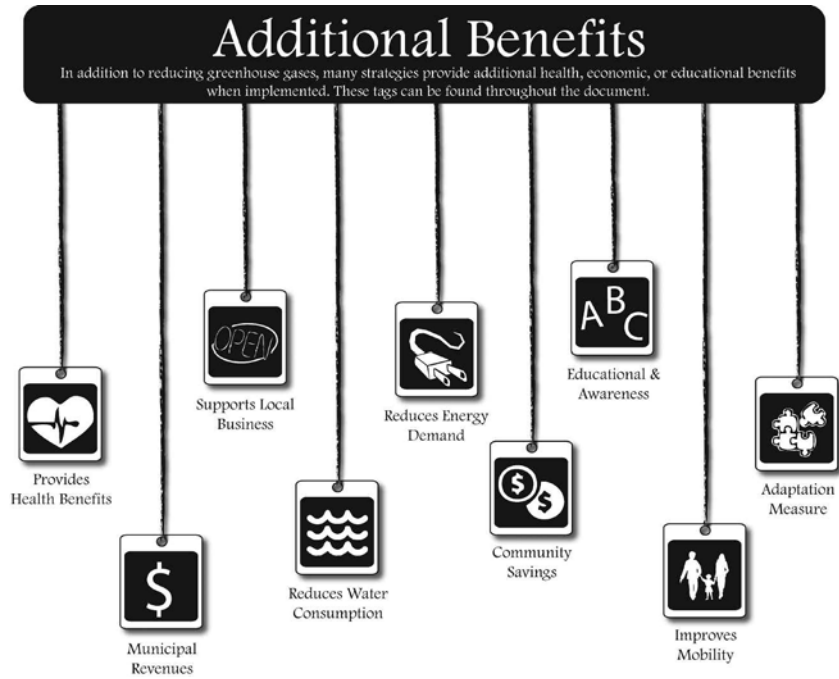 Additional Benefits
In addition to reducing greenhouse gases, many strategies provide additional health, economic, or educational benefits
when implemented. These tags can be found throughout the document.
Provides
Health Benefits
$
Municipal
Revenues
OPEN
Supports Local
Business
Reduces Water
Consumption
Reduces Energy
Demand
$
$
Community
Savings
A B C
Educational &
Awareness
Improves
Mobility
Adaptation
Measure